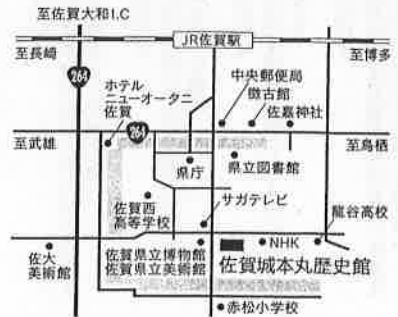 至佐賀大和I.C
JR佐賀駅
至長崎
至博多
264
ホテル
ニューオータニ
佐賀
264
中央郵便局
徴古館
佐嘉神社
至武雄
至鳥栖
県庁
県立図書館
佐賀西
高等学校
サガテレビ
龍谷高校
佐大
美術館
佐賀県立博物館
佐賀県立美術館
NHK
佐賀城本丸歴史館
赤松小学校